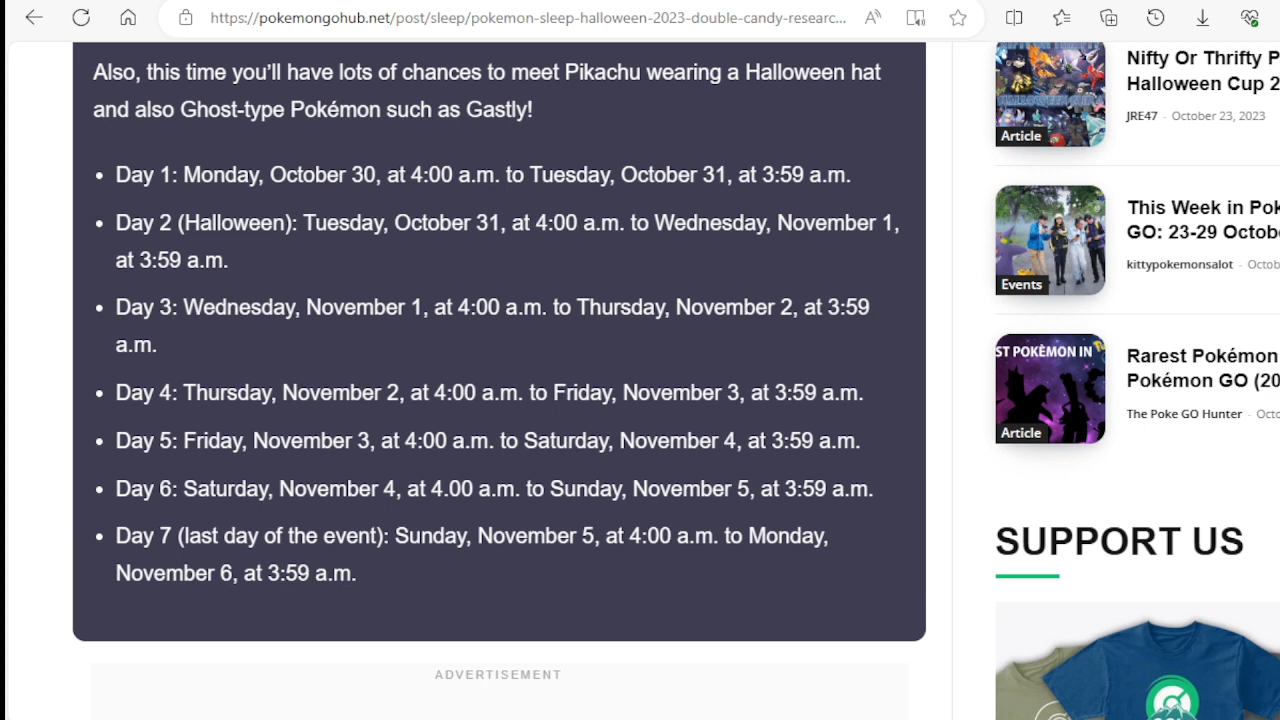 https://pokemongohub.net/post/sleep/pokemon-sleep-halloween-2023-double-candy-researc...
Also, this time you'll have lots of chances to meet Pikachu wearing a Halloween hat
and also Ghost-type Pokémon such as Gastly!
• Day 1: Monday, October 30, at 4:00 a.m. to Tuesday, October 31, at 3:59 a.m.
• Day 2 (Halloween): Tuesday, October 31, at 4:00 a.m. to Wednesday, November 1,
at 3:59 a.m.
• Day 3: Wednesday, November 1, at 4:00 a.m. to Thursday, November 2, at 3:59
a.m.
• Day 4: Thursday, November 2, at 4:00 a.m. to Friday, November 3, at 3:59 a.m.
• Day 5: Friday, November 3, at 4:00 a.m. to Saturday, November 4, at 3:59 a.m.
• Day 6: Saturday, November 4, at 4.00 a.m. to Sunday, November 5, at 3:59 a.m.
• Day 7 (last day of the event): Sunday, November 5, at 4:00 a.m. to Monday,
November 6, at 3:59 a.m.
ADVERTISEMENT
Nifty Or Thrifty P
Halloween Cup 2
JRE47 - October 23, 2023
Article
This Week in Pok
GO: 23-29 Octob
kittypokemonsalot - Octob
Events
ST POKÉMON IN
Rarest Pokémon
Pokémon GO (20
The Poke GO Hunter - Octo
Article
SUPPORT US